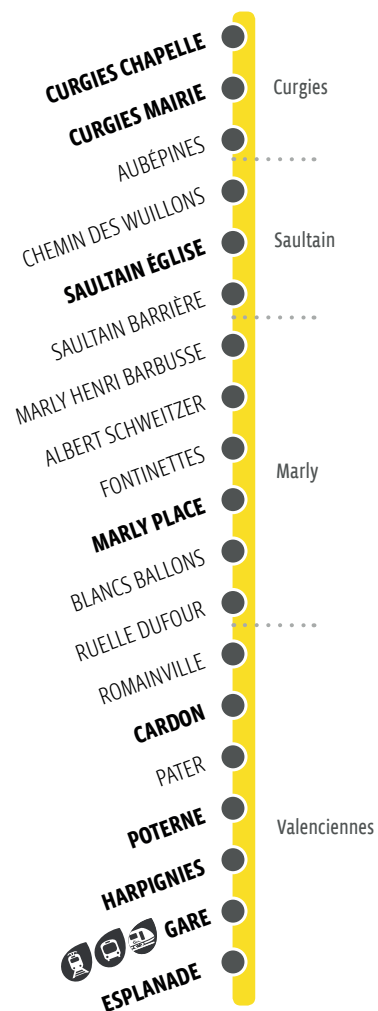 CURGIES CHAPELLE
CURGIES MAIRIE
Curgies
AUBÉPINES
CHEMIN DES WUILLONS
SAULTAIN ÉGLISE
Saultain
SAULTAIN BARRIÈRE
MARLY HENRI BARBUSSE
ALBERT SCHWEITZER
FONTINETTES
Marly
MARLY PLACE
BLANCS BALLONS
RUELLE DUFOUR
ROMAINVILLE
CARDON
PATER
POTERNE
Valenciennes
HARPIGNIES
GARE
ESPLANADE